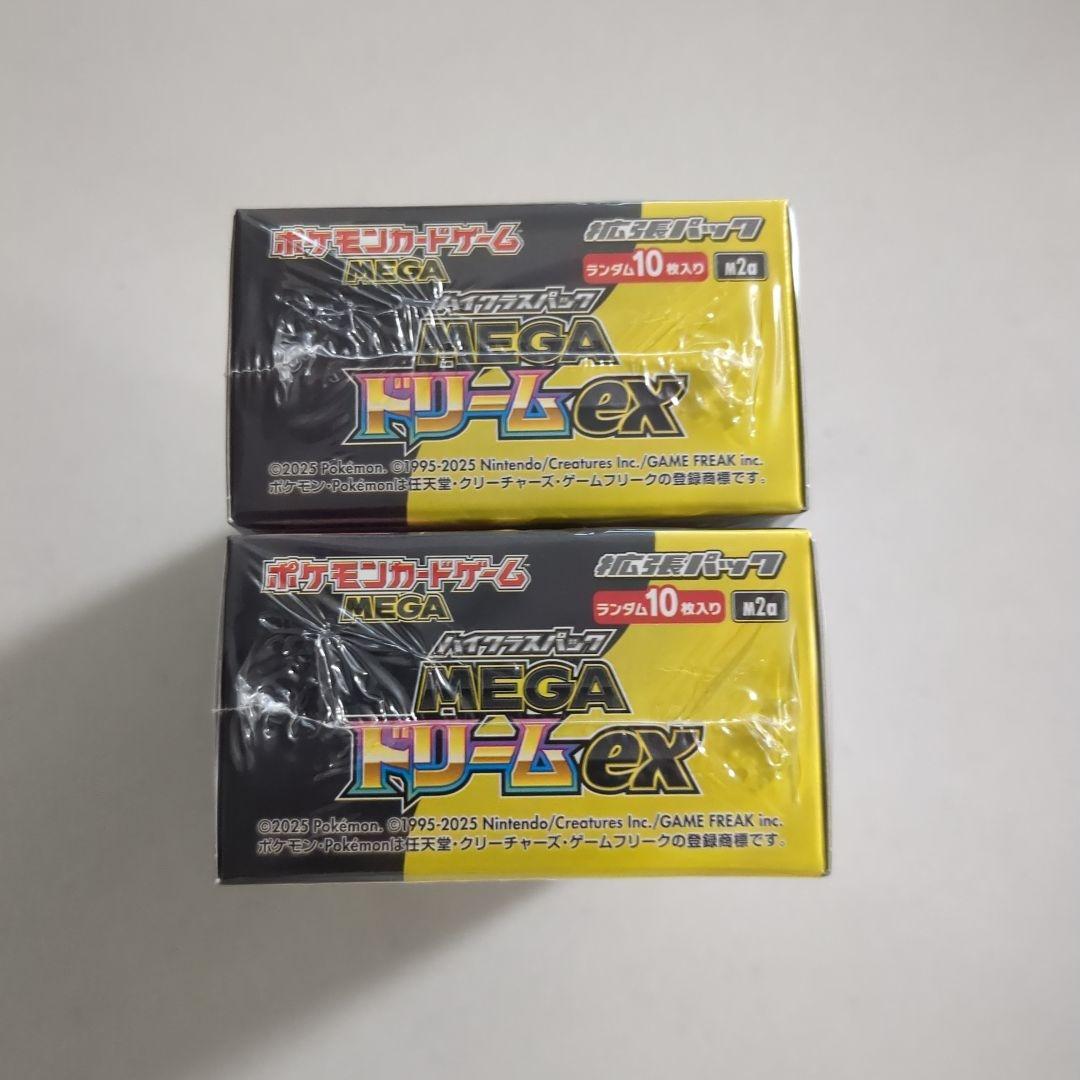 ポケモンカードゲーム
MEGA
拡張パック
ランダム10枚入り M2a
ハイクラスパック
MEGA
ドリームex
©2025 Pokémon. ©1995-2025 Nintendo/Creatures Inc./GAME FREAK inc.
ポケモン・Pokémonは任天堂・クリーチャーズ・ゲームフリークの登録商標です。
ポケモンカードゲーム
MEGA
拡張パック
ランダム10枚入り M2a
ハイクラスパック
MEGA
ドリームex
©2025 Pokémon. ©1995-2025 Nintendo/Creatures Inc./GAME FREAK inc.
ポケモン・Pokémonは任天堂・クリーチャーズ・ゲームフリークの登録商標です。